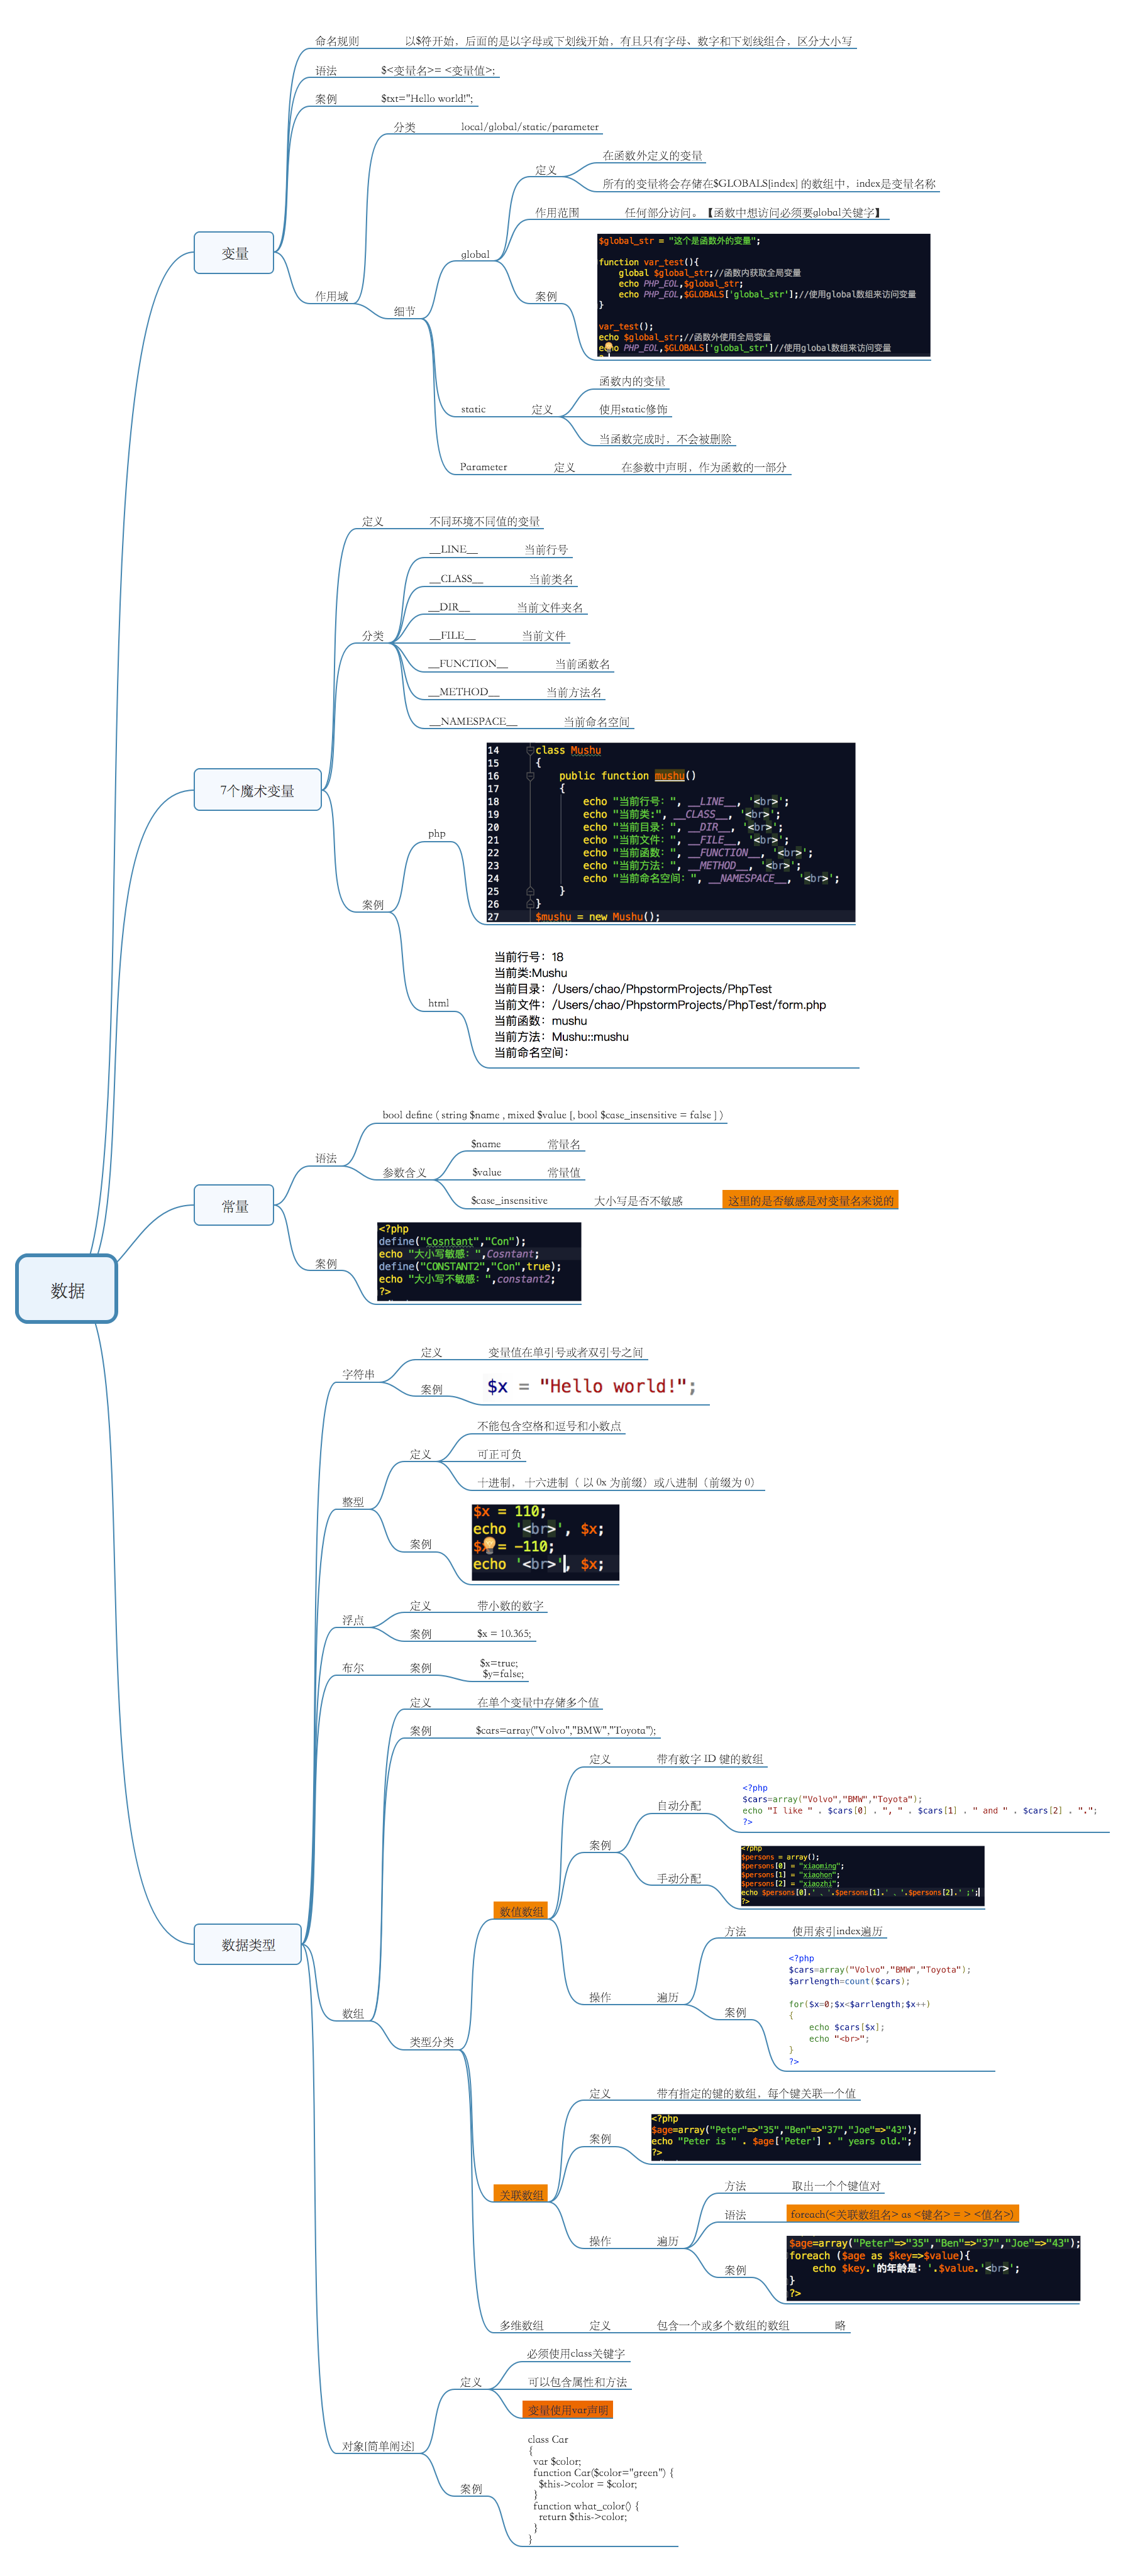 数据
变量
命名规则
以$符开始，后面的是以字母或下划线开始，有且只有字母、数字和下划线组合，区分大小写
语法
$<变量名>= <变量值>;
案例
$txt="Hello world!";
作用域
分类
local/global/static/parameter
细节
global
定义
在函数外定义的变量
所有的变量将会存储在$GLOBALS[index] 的数组中，index是变量名称
作用范围
任何部分访问。【函数中想访问必须要global关键字】
案例
$global_str = "这个是函数外的变量";
function var_test(){
global $global_str;//函数内获取全局变量
echo PHP_EOL,$global_str;
echo PHP_EOL,$GLOBALS['global_str'];//使用global数组来访问变量
}
var_test();
echo $global_str;//函数外使用全局变量
echo PHP_EOL,$GLOBALS['global_str']//使用global数组来访问变量
static
定义
函数内的变量
使用static修饰
当函数完成时，不会被删除
Parameter
定义
在参数中声明，作为函数的一部分
7个魔术变量
定义
不同环境不同值的变量
分类
__LINE__
当前行号
__CLASS__
当前类名
__DIR__
当前文件夹名
__FILE__
当前文件
__FUNCTION__
当前函数名
__METHOD__
当前方法名
__NAMESPACE__
当前命名空间
案例
php
14 class Mushu
15 {
16 public function mushu()
17 {
18 echo "当前行号：", __LINE__, '<br>';
19 echo "当前类:", __CLASS__, '<br>';
20 echo "当前目录：", __DIR__, '<br>';
21 echo "当前文件：", __FILE__, '<br>';
22 echo "当前函数：", __FUNCTION__, '<br>';
23 echo "当前方法：", __METHOD__, '<br>';
24 echo "当前命名空间：", __NAMESPACE__, '<br>';
25 }
26 }
27 $mushu = new Mushu();
html
当前行号：18
当前类:Mushu
当前目录：/Users/chao/PhpstormProjects/PhpTest
当前文件：/Users/chao/PhpstormProjects/PhpTest/form.php
当前函数：mushu
当前方法：Mushu::mushu
当前命名空间：
常量
语法
bool define ( string $name , mixed $value [, bool $case_insensitive = false ] )
参数含义
$name
常量名
$value
常量值
$case_insensitive
大小写是否不敏感
这里的是否敏感是对变量名来说的
案例
<?php
define("Cosntant","Con");
echo "大小写敏感：",Cosntant;
define("CONSTANT2","Con",true);
echo "大小写不敏感：",constant2;
?>
数据类型
字符串
定义
变量值在单引号或者双引号之间
案例
$x = "Hello world!";
整型
定义
不能包含空格和逗号和小数点
可正可负
十进制， 十六进制（ 以 0x 为前缀）或八进制（前缀为 0）
案例
$x = 110;
echo '<br>', $x;
$x = -110;
echo '<br>', $x;
浮点
定义
带小数的数字
案例
$x = 10.365;
布尔
案例
$x=true;
$y=false;
数组
定义
在单个变量中存储多个值
案例
$cars=array("Volvo","BMW","Toyota");
类型分类
数值数组
定义
带有数字 ID 键的数组
案例
自动分配
<?php
$cars=array("Volvo","BMW","Toyota");
echo "I like " . $cars[0] . ", " . $cars[1] . " and " . $cars[2] . ".";
?>
手动分配
<?php
$persons = array();
$persons[0] = "xiaoming";
$persons[1] = "xiaohon";
$persons[2] = "xiaozhi";
echo $persons[0].' 、'.$persons[1].' 、'.$persons[2].' ;';
?>
操作
遍历
方法
使用索引index遍历
案例
<?php
$cars=array("Volvo","BMW","Toyota");
$arrlength=count($cars);
for($x=0;$x<$arrlength;$x++)
{
echo $cars[$x];
echo "<br>";
}
?>
关联数组
定义
带有指定的键的数组，每个键关联一个值
案例
<?php
$age=array("Peter"=>"35","Ben"=>"37","Joe"=>"43");
echo "Peter is " . $age['Peter'] . " years old.";
?>
操作
遍历
方法
取出一个个键值对
语法
foreach(<关联数组名> as <键名> = > <值名>)
案例
$age=array("Peter"=>"35","Ben"=>"37","Joe"=>"43");
foreach ($age as $key=>$value){
echo $key.'的年龄是：'.$value.'<br>';
}
?>
多维数组
定义
包含一个或多个数组的数组
略
对象[简单阐述]
定义
必须使用class关键字
可以包含属性和方法
变量使用var声明
案例
class Car
{
var $color;
function Car($color="green") {
$this->color = $color;
}
function what_color() {
return $this->color;
}
}